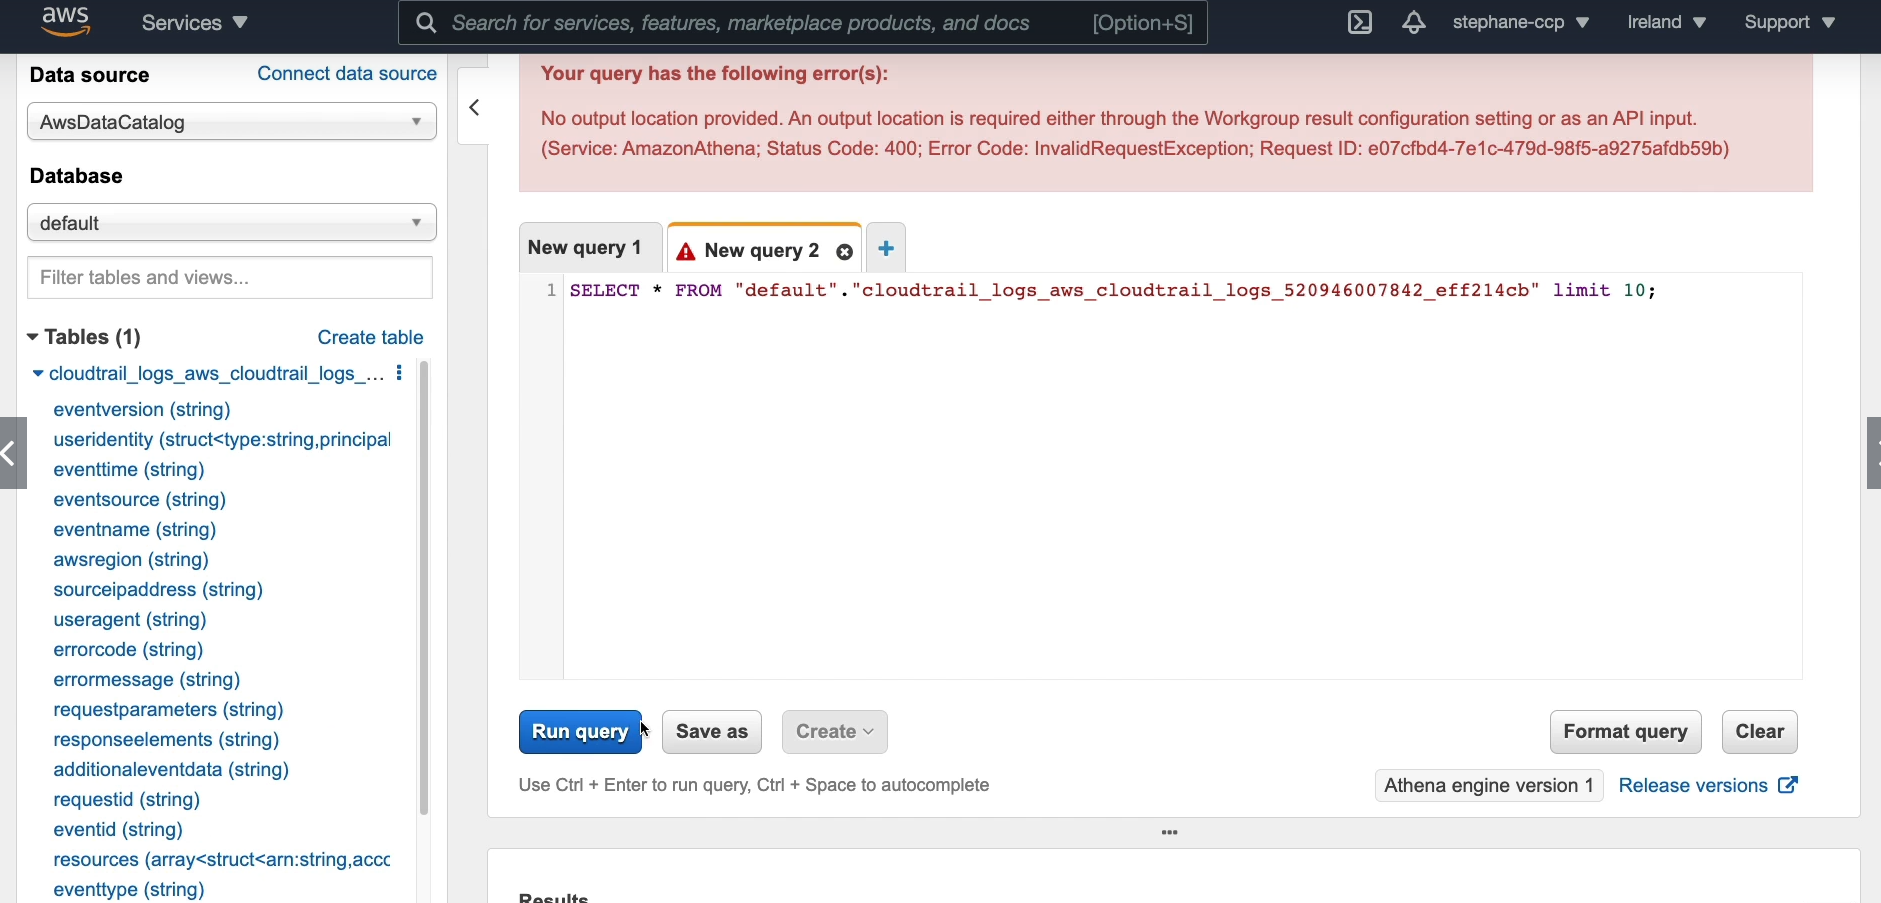 aws
Services
Search for services, features, marketplace products, and docs [Option+S]
stephane-ccp
Ireland
Support
Data source
Connect data source
AwsDataCatalog
Database
default
Filter tables and views...
Tables (1)
Create table
cloudtrail_logs_aws_cloudtrail_logs_...
eventversion (string)
useridentity (struct<type:string,principal
eventtime (string)
eventsource (string)
eventname (string)
awsregion (string)
sourceipaddress (string)
useragent (string)
errorcode (string)
errormessage (string)
requestparameters (string)
responseelements (string)
additionaleventdata (string)
requestid (string)
eventid (string)
resources (array<struct<arn:string,acco
eventtype (string)
Your query has the following error(s):
No output location provided. An output location is required either through the Workgroup result configuration setting or as an API input.
(Service: AmazonAthena; Status Code: 400; Error Code: InvalidRequestException; Request ID: e07cfbd4-7e1c-479d-98f5-a9275afdb59b)
New query 1
New query 2
+
1 SELECT * FROM "default"."cloudtrail_logs_aws_cloudtrail_logs_520946007842_eff214cb" limit 10;
Run query
Save as
Create
Format query
Clear
Use Ctrl + Enter to run query, Ctrl + Space to autocomplete
Athena engine version 1
Release versions
Results